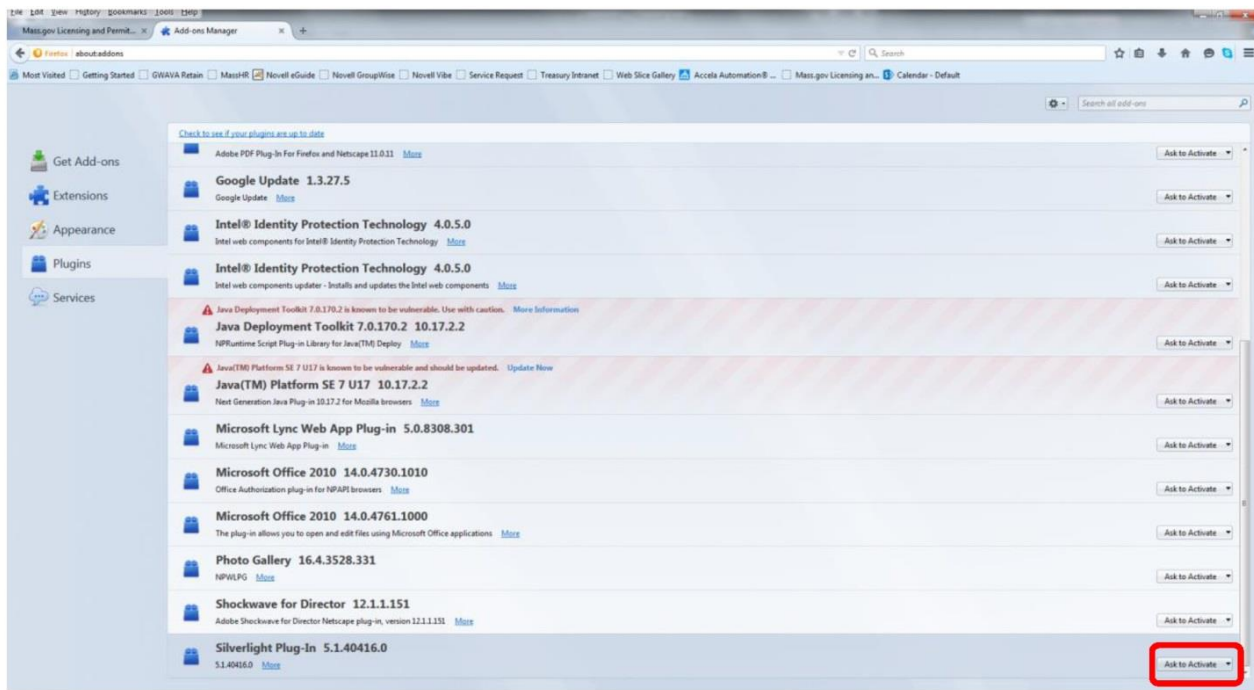 File Edit View History Bookmarks Tools Help
Mass.gov Licensing and Permit... × Add-ons Manager × +
Firefox about:addons Search
Most Visited Getting Started GWAVA Retain MassHR Novell eGuide Novell GroupWise Novell Vibe Service Request Treasury Intranet Web Slice Gallery Accela Automation® ... Mass.gov Licensing an... Calendar - Default
Search all add-ons
Check to see if your plugins are up to date
Get Add-ons
Extensions
Appearance
Plugins
Services
Adobe PDF Plug-In For Firefox and Netscape 11.0.11 More Ask to Activate
Google Update 1.3.27.5
Google Update More Ask to Activate
Intel® Identity Protection Technology 4.0.5.0
Intel web components for Intel® Identity Protection Technology More Ask to Activate
Intel® Identity Protection Technology 4.0.5.0
Intel web components updater - Installs and updates the Intel web components More Ask to Activate
Java Deployment Toolkit 7.0.170.2 is known to be vulnerable. Use with caution. More Information
Java Deployment Toolkit 7.0.170.2 10.17.2.2
NPRuntime Script Plug-in Library for Java(TM) Deploy More Ask to Activate
Java(TM) Platform SE 7 U17 is known to be vulnerable and should be updated. Update Now
Java(TM) Platform SE 7 U17 10.17.2.2
Next Generation Java Plug-in 10.17.2 for Mozilla browsers More Ask to Activate
Microsoft Lync Web App Plug-in 5.0.8308.301
Microsoft Lync Web App Plug-in More Ask to Activate
Microsoft Office 2010 14.0.4730.1010
Office Authorization plug-in for NPAPI browsers More Ask to Activate
Microsoft Office 2010 14.0.4761.1000
The plug-in allows you to open and edit files using Microsoft Office applications More Ask to Activate
Photo Gallery 16.4.3528.331
NPWLPG More Ask to Activate
Shockwave for Director 12.1.1.151
Adobe Shockwave for Director Netscape plug-in, version 12.1.1.151 More Ask to Activate
Silverlight Plug-In 5.1.40416.0
5.1.40416.0 More Ask to Activate